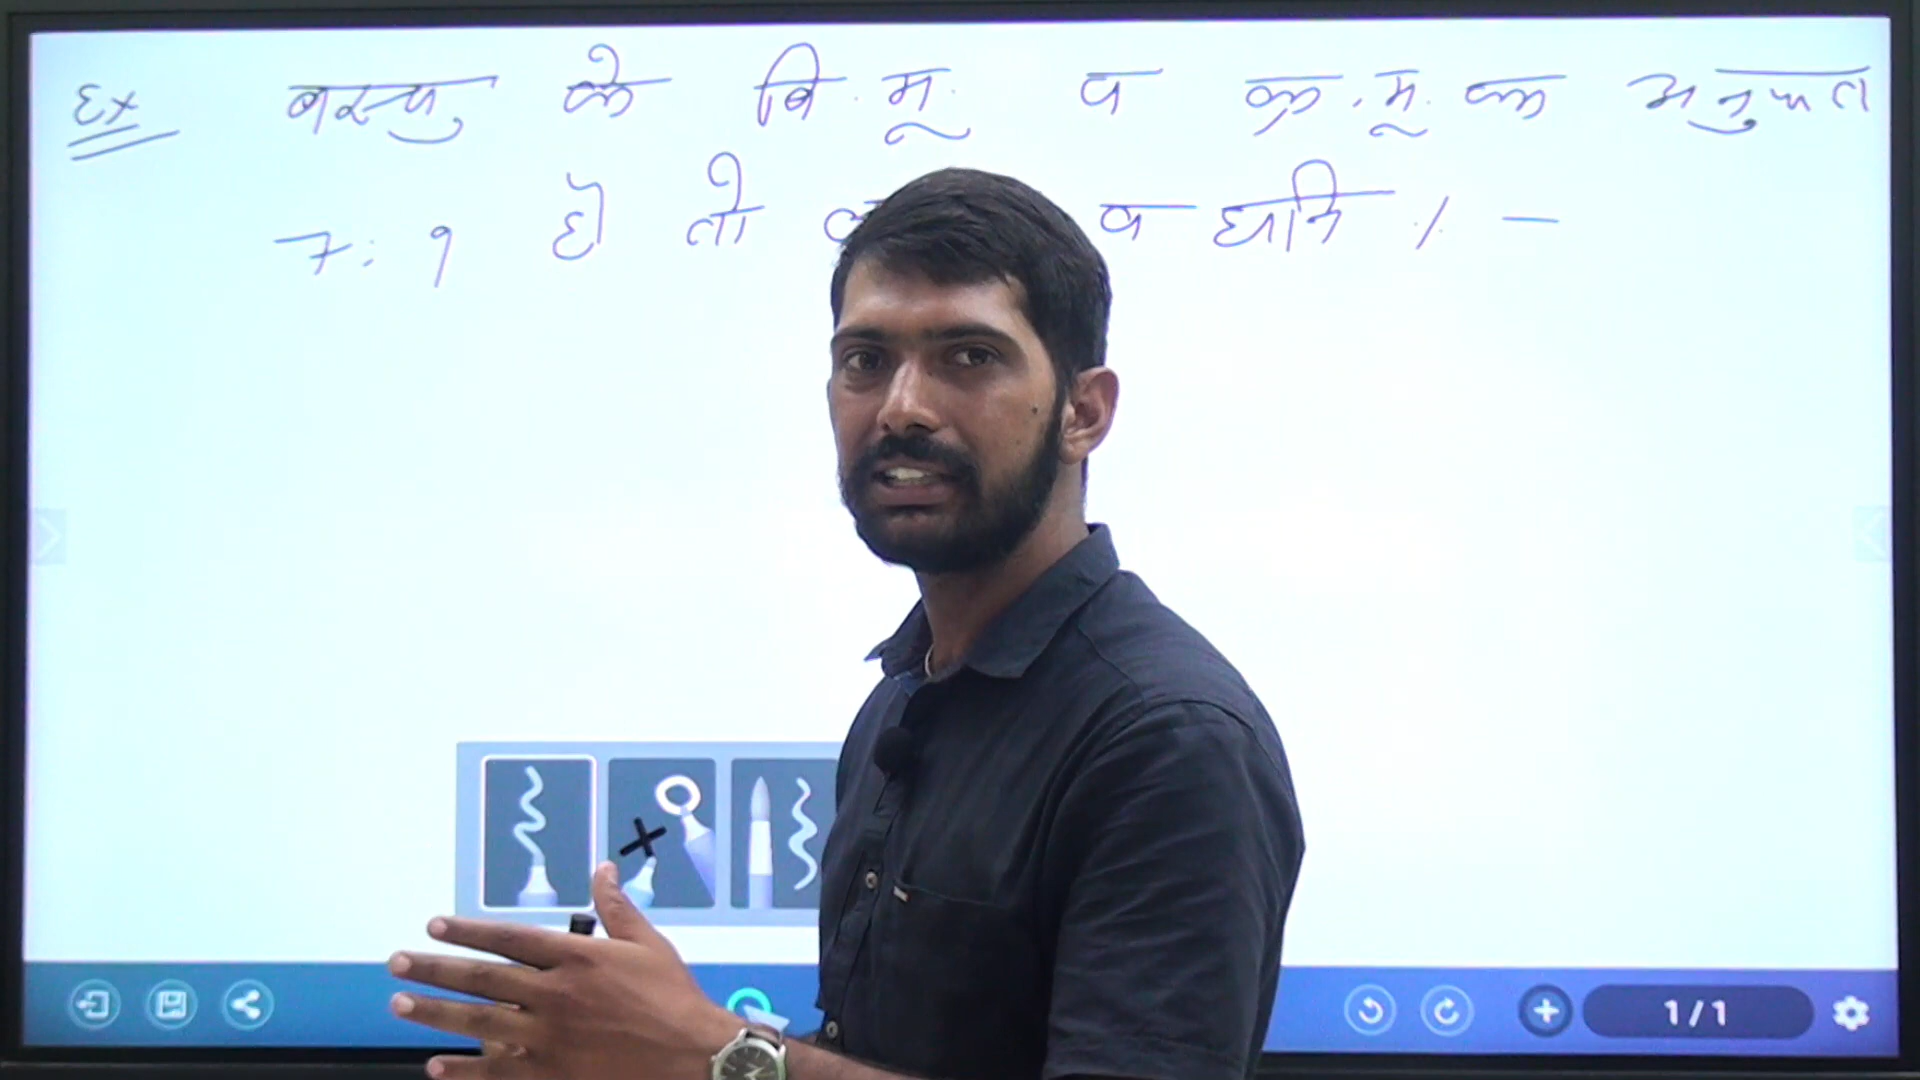 Ex वस्तु के वि.मू. व क्र.मू. का अनुपात
7:9 हो तो व हानि % –
1/1